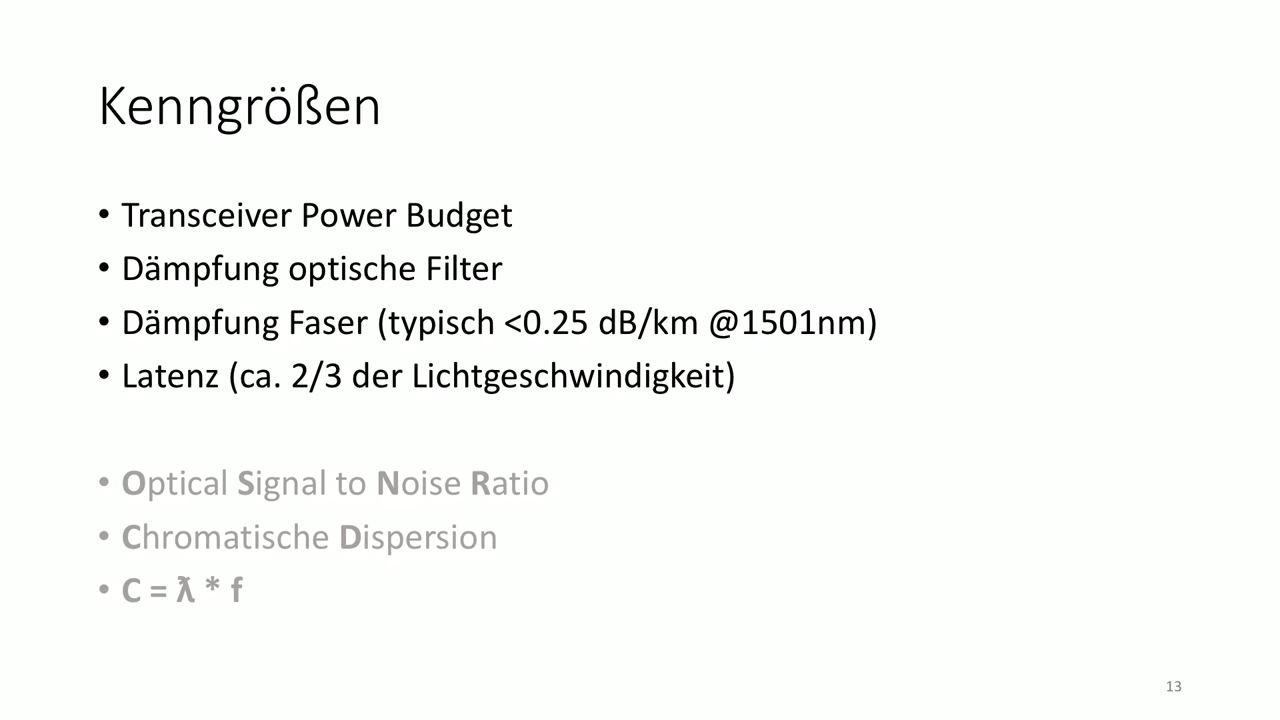 Kenngrößen
• Transceiver Power Budget
• Dämpfung optische Filter
• Dämpfung Faser (typisch <0.25 dB/km @1501nm)
• Latenz (ca. 2/3 der Lichtgeschwindigkeit)
• Optical Signal to Noise Ratio
• Chromatische Dispersion
• C = ƛ * f
13